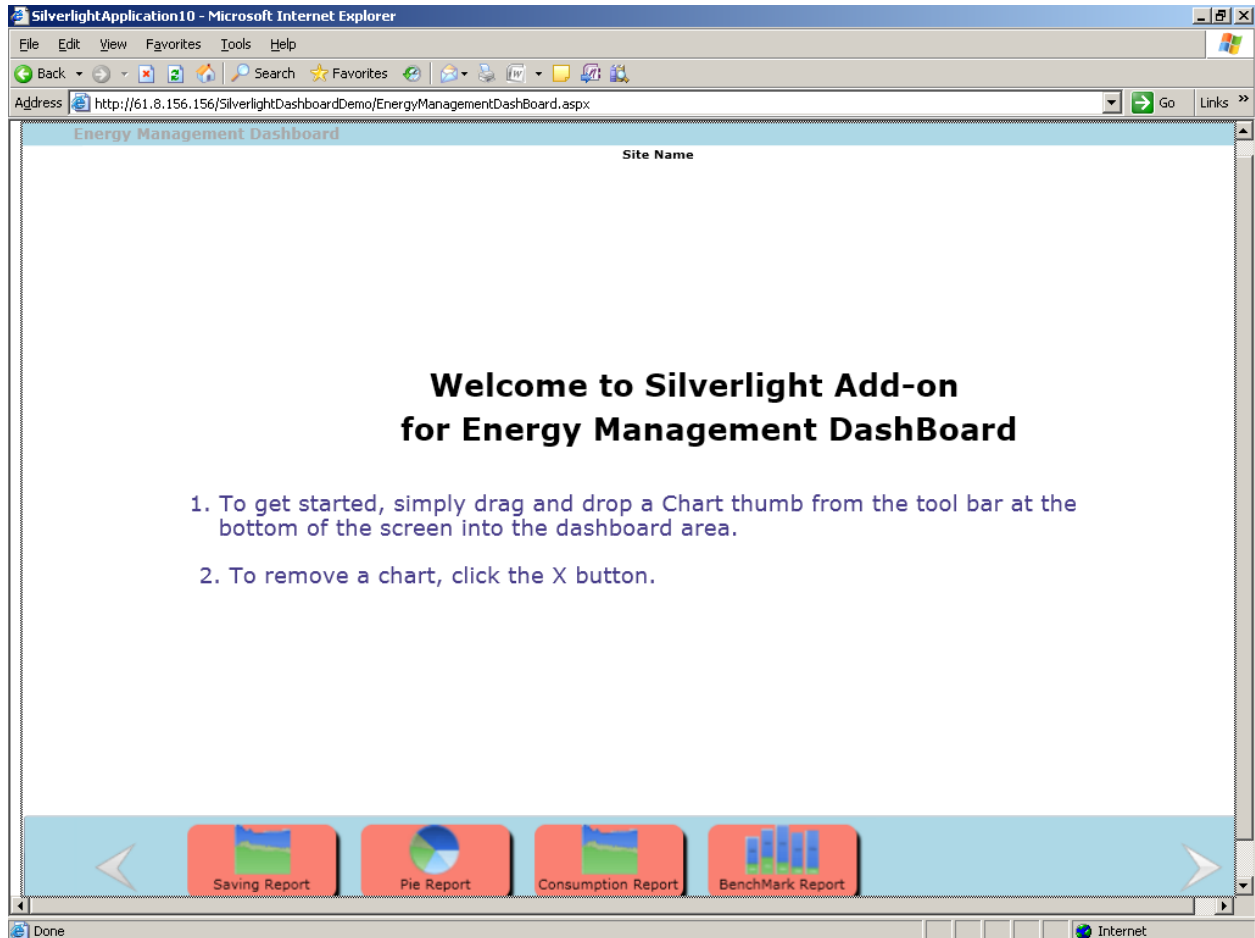 SilverlightApplication10 - Microsoft Internet Explorer
File Edit View Favorites Tools Help
Back Search Favorites
Address http://61.8.156.156/SilverlightDashboardDemo/EnergyManagementDashBoard.aspx Go Links »
Energy Management Dashboard
Site Name
Welcome to Silverlight Add-on
for Energy Management DashBoard
1. To get started, simply drag and drop a Chart thumb from the tool bar at the
bottom of the screen into the dashboard area.
2. To remove a chart, click the X button.
Saving Report Pie Report Consumption Report BenchMark Report
Done Internet